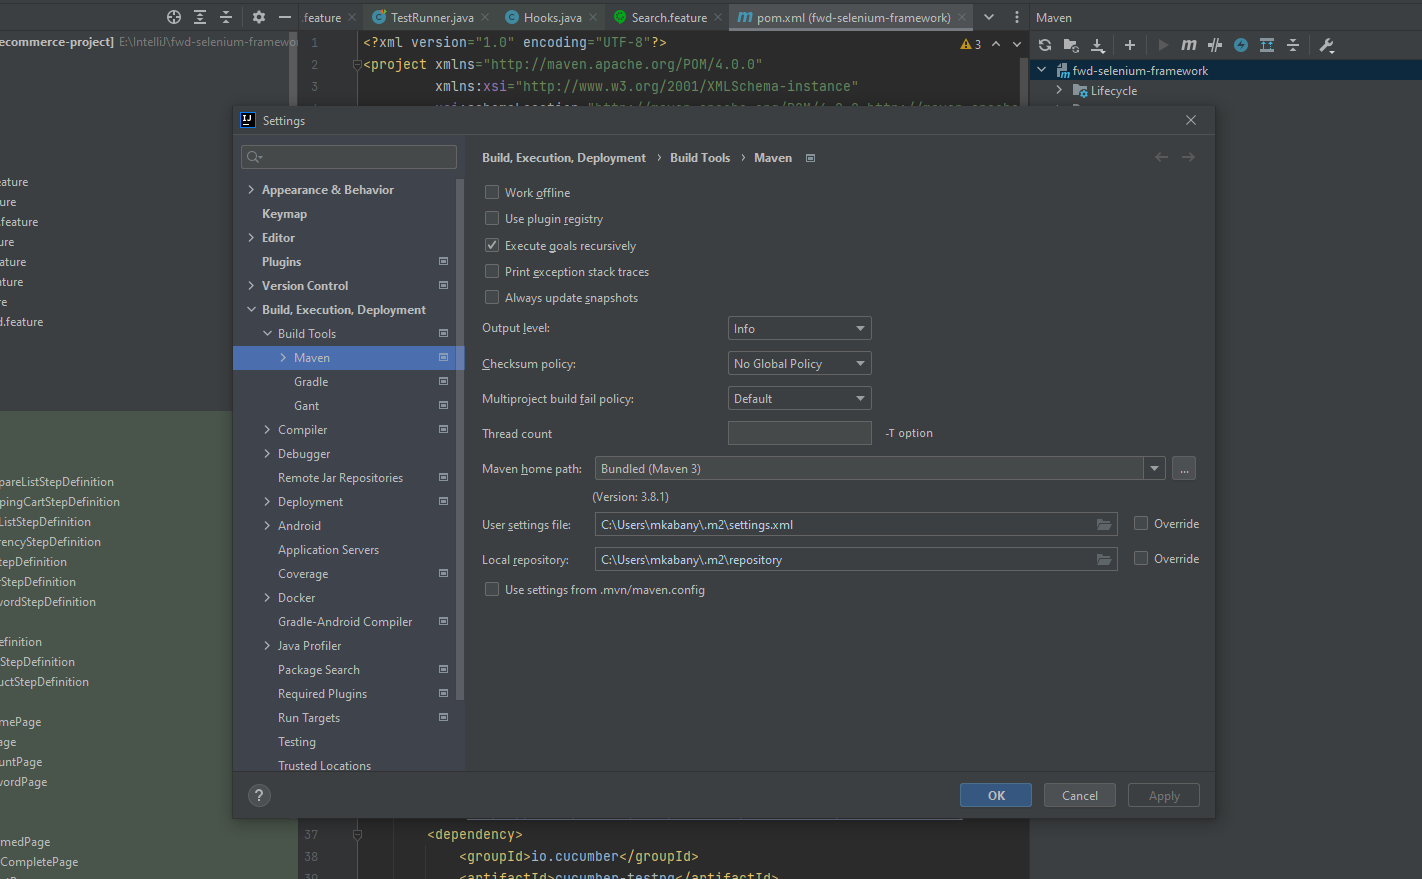 .feature
TestRunner.java
Hooks.java
Search.feature
pom.xml (fwd-selenium-framework)
Maven
ecommerce-project] E:\IntelliJ\fwd-selenium-framewor
1 <?xml version="1.0" encoding="UTF-8"?>
3
2 <project xmlns="http://maven.apache.org/POM/4.0.0"
3 xmlns:xsi="http://www.w3.org/2001/XMLSchema-instance"
fwd-selenium-framework
Lifecycle
eature
ure
.feature
ure
ature
ature
re
d.feature
pareListStepDefinition
pingCartStepDefinition
ListStepDefinition
rencyStepDefinition
tepDefinition
rStepDefinition
wordStepDefinition
efinition
StepDefinition
uctStepDefinition
mePage
age
untPage
wordPage
medPage
CompletePage
Settings
Appearance & Behavior
Keymap
Editor
Plugins
Version Control
Build, Execution, Deployment
Build Tools
Maven
Gradle
Gant
Compiler
Debugger
Remote Jar Repositories
Deployment
Android
Application Servers
Coverage
Docker
Gradle-Android Compiler
Java Profiler
Package Search
Required Plugins
Run Targets
Testing
Trusted Locations
Build, Execution, Deployment › Build Tools › Maven
Work offline
Use plugin registry
Execute goals recursively
Print exception stack traces
Always update snapshots
Output level: Info
Checksum policy: No Global Policy
Multiproject build fail policy: Default
Thread count -T option
Maven home path: Bundled (Maven 3) ...
(Version: 3.8.1)
User settings file: C:\Users\mkabany\.m2\settings.xml Override
Local repository: C:\Users\mkabany\.m2\repository Override
Use settings from .mvn/maven.config
? OK Cancel Apply
37 <dependency>
38 <groupId>io.cucumber</groupId>
39 <artifactId>cucumber-testng</artifactId>